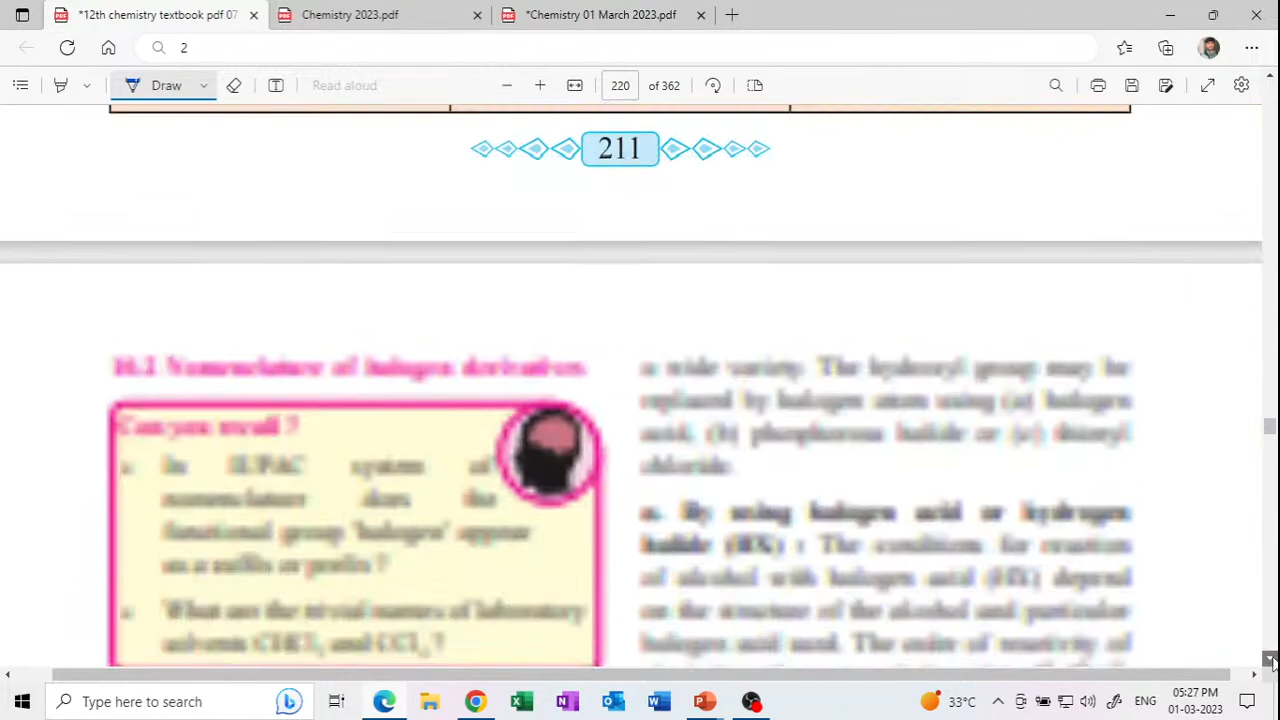 *12th chemistry textbook pdf 07
Chemistry 2023.pdf
*Chemistry 01 March 2023.pdf
2
Draw
Read aloud
220
of 362
211
10.2 Nomenclature of halogen derivatives
Can you recall ?
In IUPAC system of
nomenclature does the
functional group 'halogen' appear
as a suffix or prefix ?
What are the trivial names of laboratory
solvents CHCl3 and CCl4 ?
a wide variety. The hydroxyl group may be
replaced by halogen atom using (a) halogen
acid, (b) phosphorous halide or (c) thionyl
chloride.
a. By using halogen acid or hydrogen
halide (HX) : The conditions for reaction
of alcohol with halogen acid (HX) depend
on the structure of the alcohol and particular
halogen acid used. The order of reactivity of
Type here to search
33°C
ENG
05:27 PM
01-03-2023